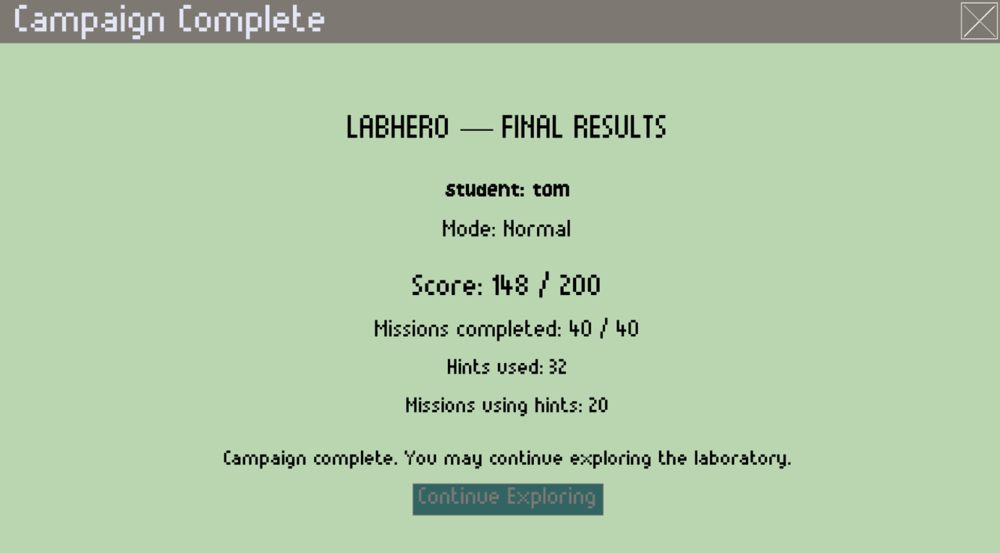 Campaign Complete
LABHERO — FINAL RESULTS
student: tom
Mode: Normal
Score: 148 / 200
Missions completed: 40 / 40
Hints used: 32
Missions using hints: 20
Campaign complete. You may continue exploring the laboratory.
Continue Exploring